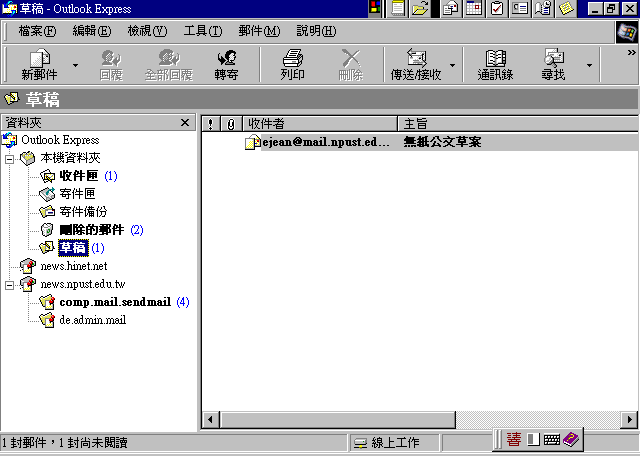 草稿 - Outlook Express
檔案(F) 編輯(E) 檢視(V) 工具(T) 郵件(M) 說明(H)
新郵件 回覆 全部回覆 轉寄 列印 刪除 傳送/接收 通訊錄 尋找
草稿
資料夾
! 收件者 主旨
Outlook Express
ejean@mail.npust.ed... 無紙公文草案
本機資料夾
收件匣 (1)
寄件匣
寄件備份
刪除的郵件 (2)
草稿 (1)
news.hinet.net
news.npust.edu.tw
comp.mail.sendmail (4)
de.admin.mail
1 封郵件，1 封尚未閱讀 線上工作